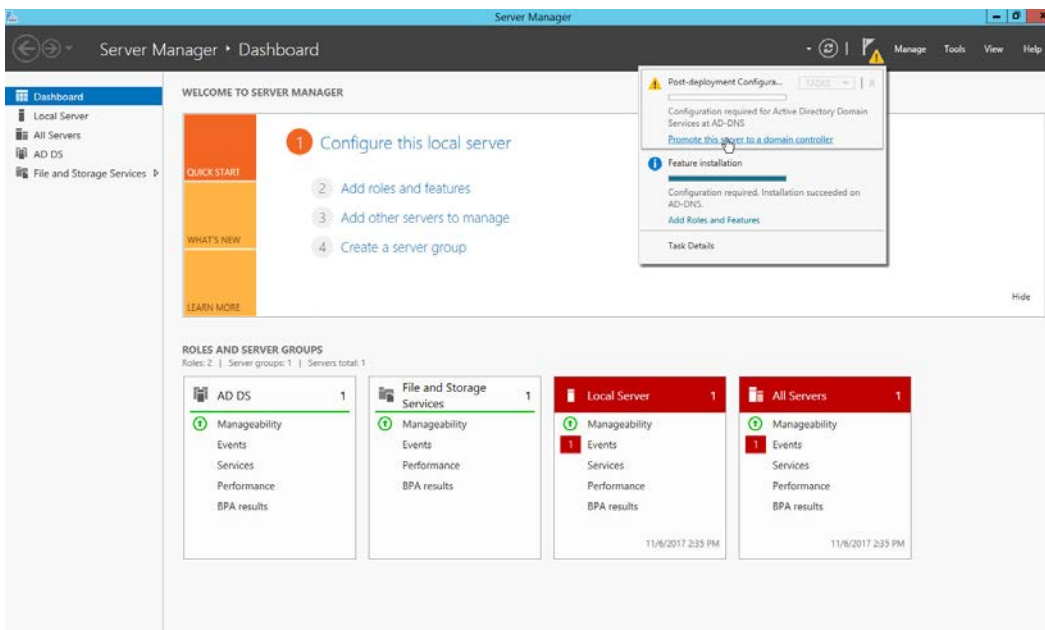 Server Manager
Server Manager • Dashboard
Manage Tools View Help
Dashboard
Local Server
All Servers
AD DS
File and Storage Services
WELCOME TO SERVER MANAGER
QUICK START
WHAT'S NEW
LEARN MORE
1 Configure this local server
2 Add roles and features
3 Add other servers to manage
4 Create a server group
Hide
Post-deployment Configura... TASKS X
Configuration required for Active Directory Domain
Services at AD-DNS
Promote this server to a domain controller
Feature installation
Configuration required. Installation succeeded on
AD-DNS.
Add Roles and Features
Task Details
ROLES AND SERVER GROUPS
Roles: 2 | Server groups: 1 | Servers total: 1
AD DS 1
Manageability
Events
Services
Performance
BPA results
File and Storage
Services 1
Manageability
Events
Performance
BPA results
Local Server 1
Manageability
1 Events
Services
Performance
BPA results
11/6/2017 2:35 PM
All Servers 1
Manageability
1 Events
Services
Performance
BPA results
11/6/2017 2:35 PM